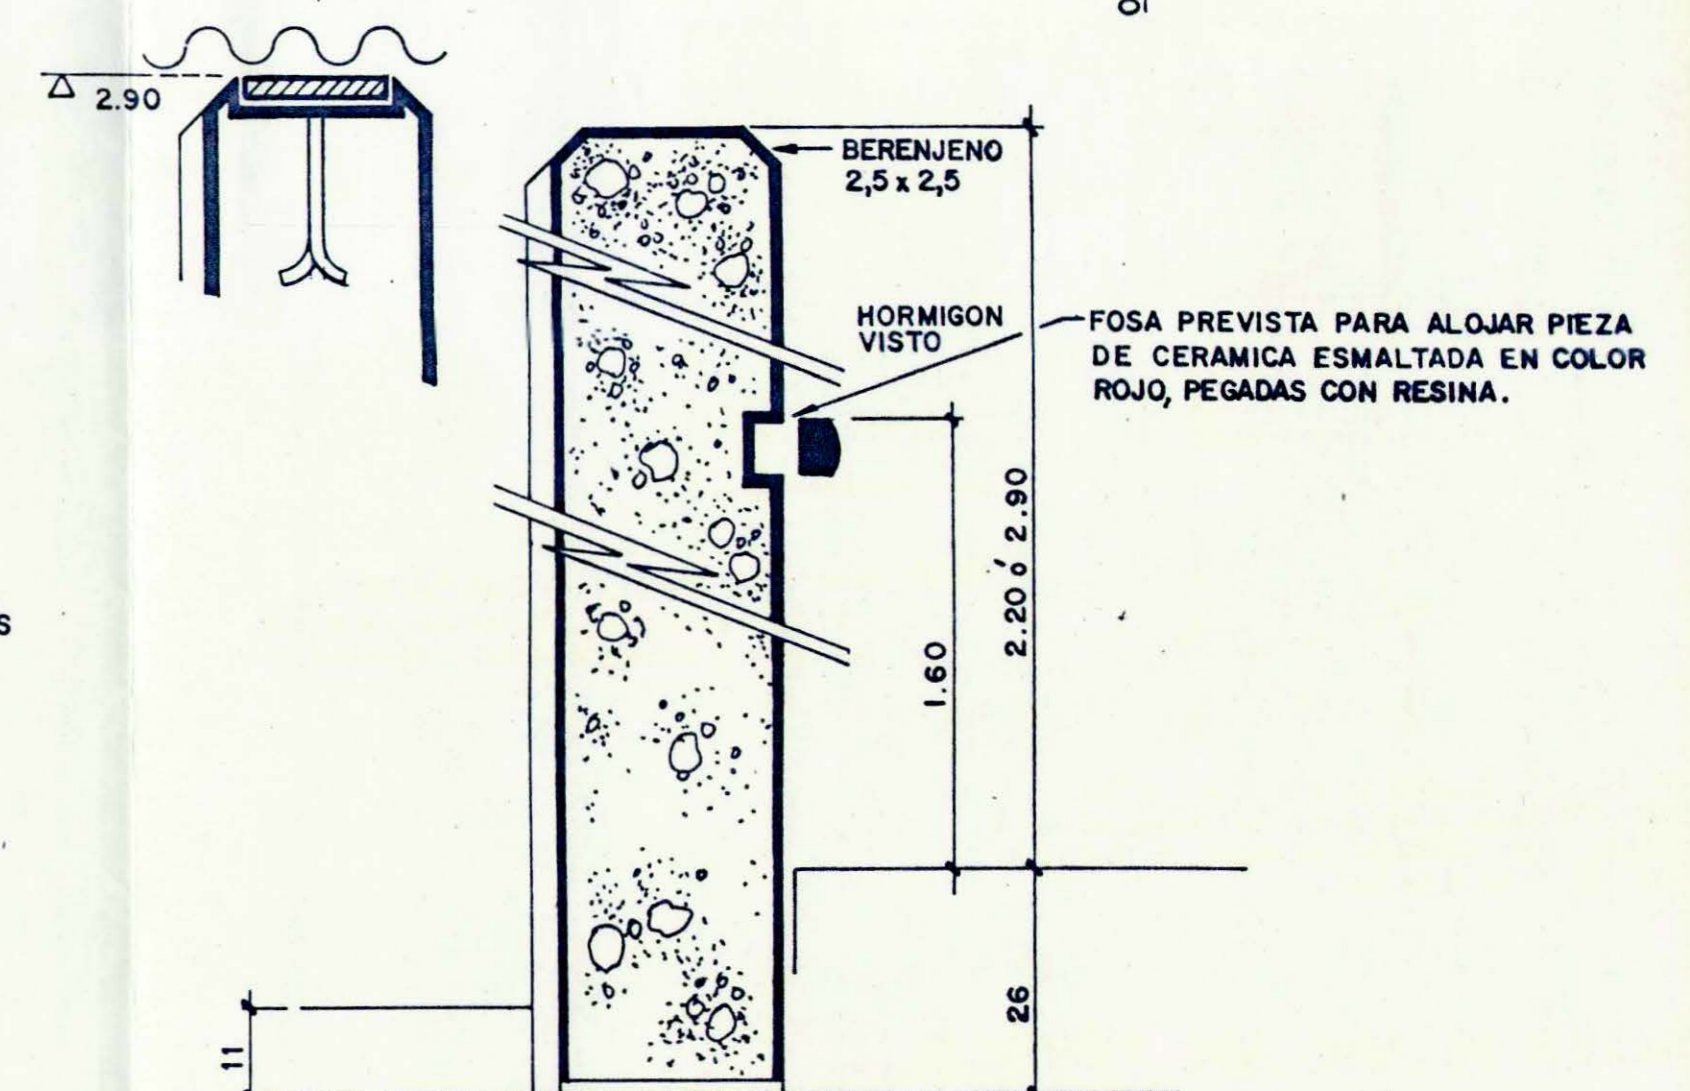 2.90
BERENJENO
2,5 x 2,5
HORMIGON
VISTO
FOSA PREVISTA PARA ALOJAR PIEZA
DE CERAMICA ESMALTADA EN COLOR
ROJO, PEGADAS CON RESINA.
2.20 ó 2.90
1.60
26
11
S